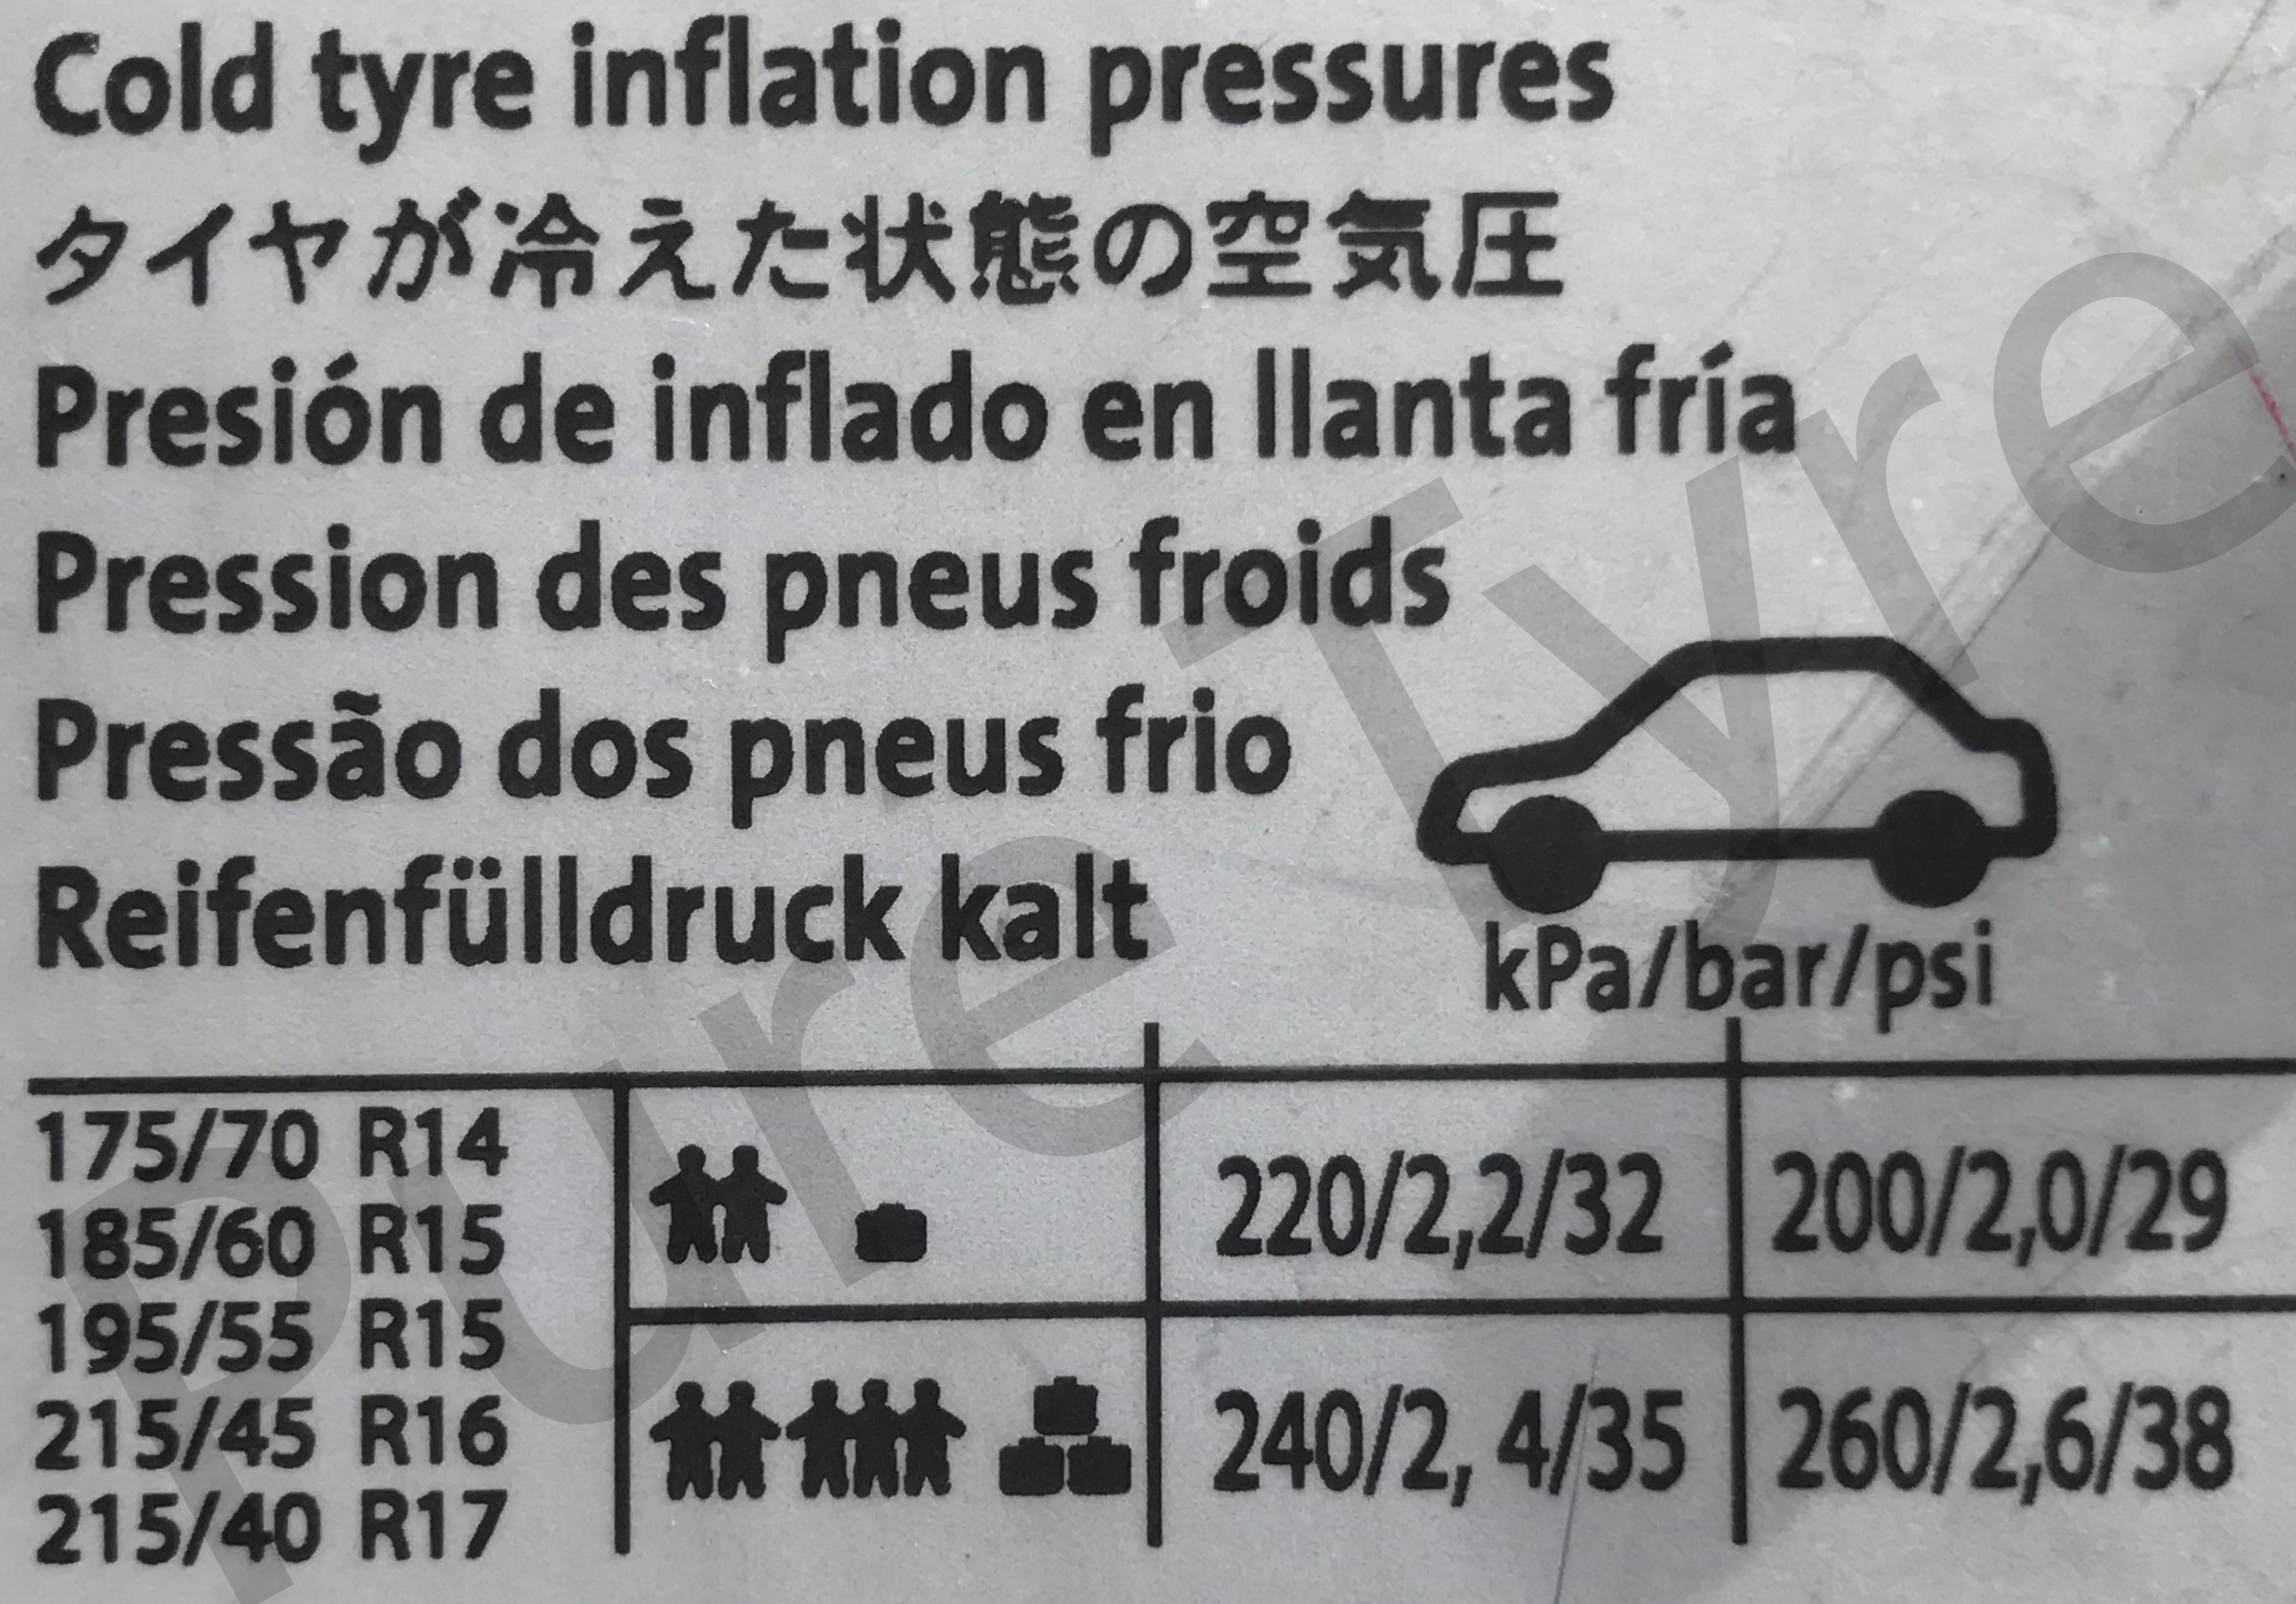 Cold tyre inflation pressures
タイヤが冷えた状態の空気圧
Presión de inflado en llanta fría
Pression des pneus froids
Pressão dos pneus frio
Reifenfülldruck kalt
kPa/bar/psi
175/70 R14
185/60 R15
195/55 R15
215/45 R16
215/40 R17
220/2,2/32 200/2,0/29
240/2, 4/35 260/2,6/38
Pure Tyre